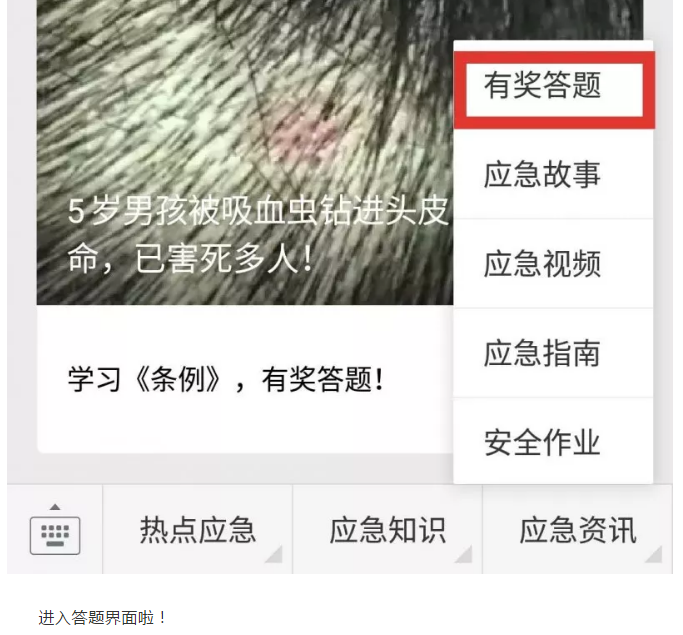 有奖答题
应急故事
5岁男孩被吸血虫钻进头皮
应急视频
命，已害死多人！
应急指南
学习《条例》，有奖答题！
安全作业
热点应急
应急知识
应急资讯
进入答题界面啦！